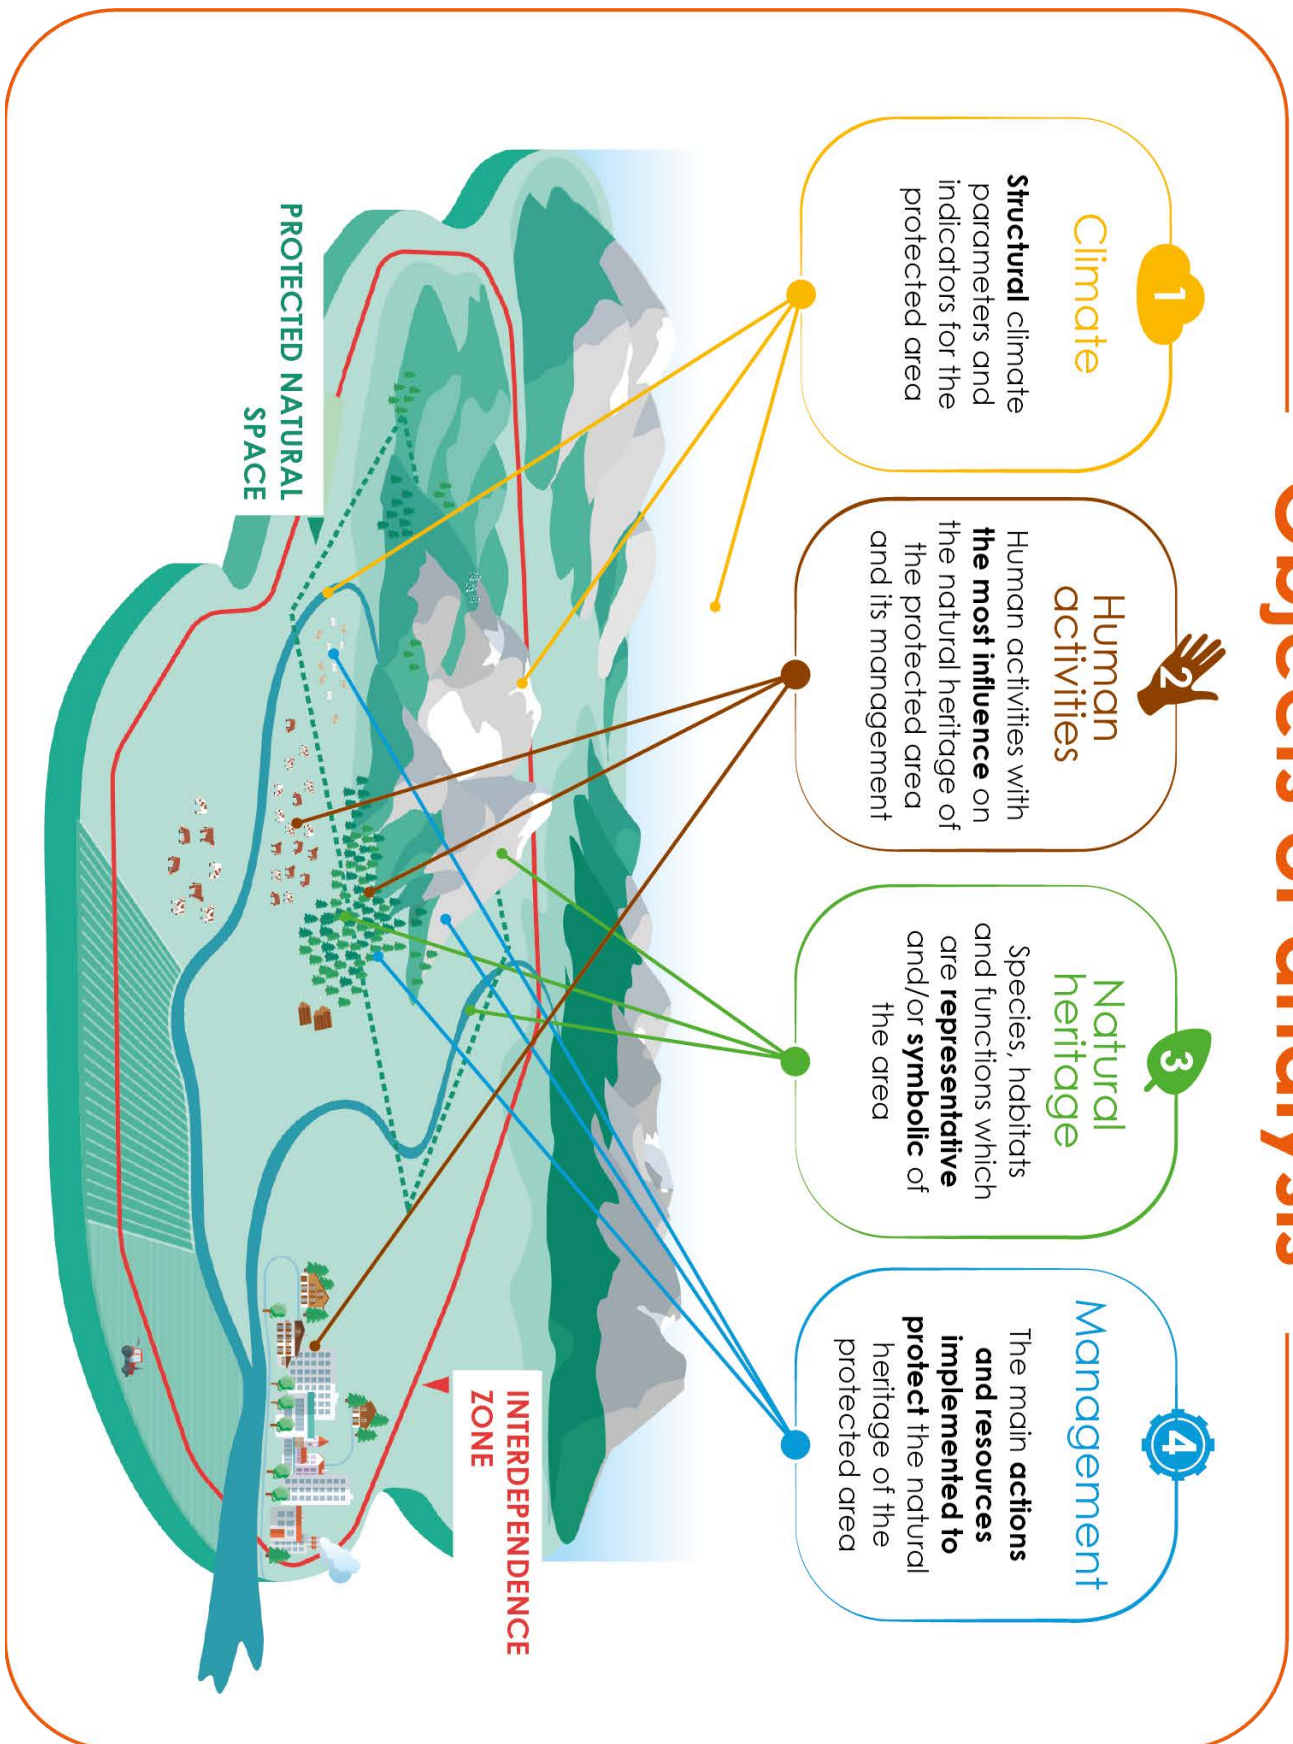 Objects of analysis
1
Climate
Structural climate
parameters and
indicators for the
protected area
2
Human
activities
Human activities with
the most influence on
the natural heritage of
the protected area
and its management
3
Natural
heritage
Species, habitats
and functions which
are representative
and/or symbolic of
the area
4
Management
The main actions
and resources
implemented to
protect the natural
heritage of the
protected area
INTERDEPENDENCE
ZONE
PROTECTED NATURAL
SPACE